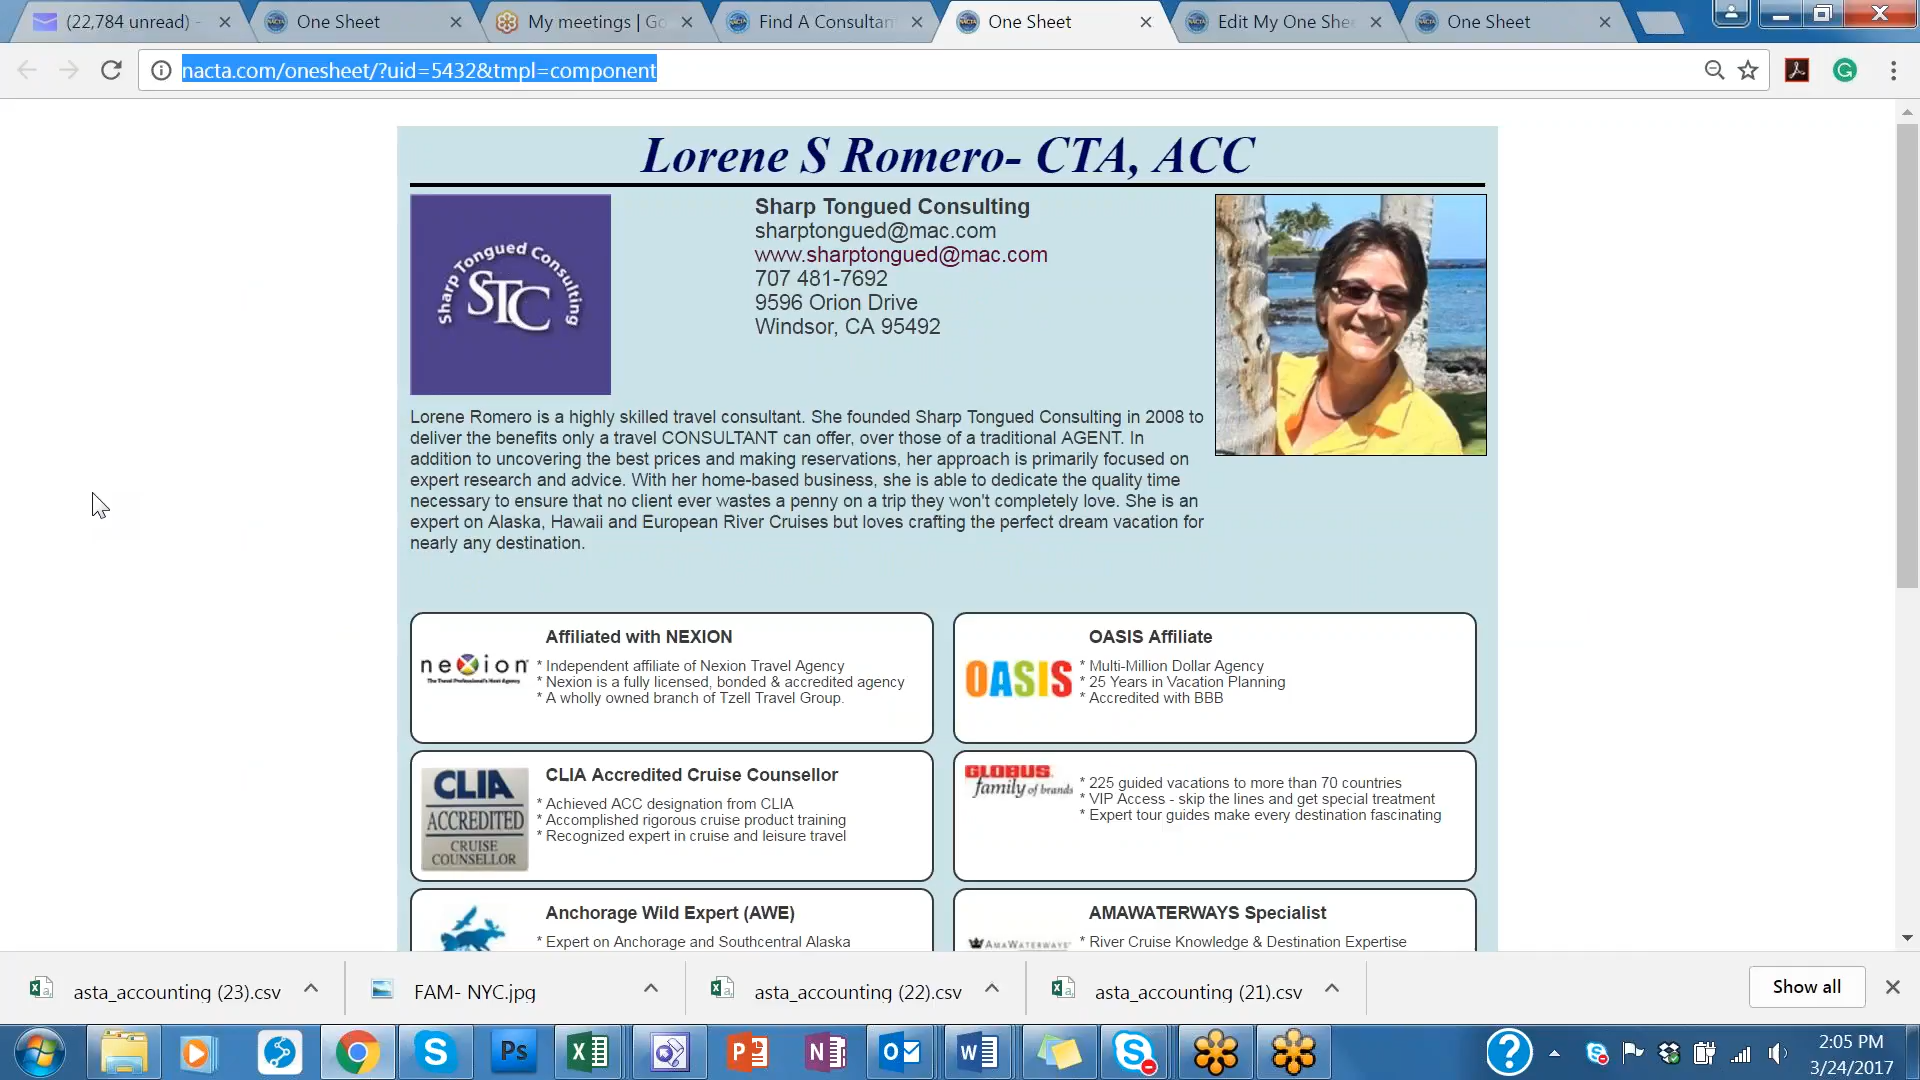 (22,784 unread) -
One Sheet
My meetings | Go
Find A Consultan
One Sheet
Edit My One She
One Sheet
nacta.com/onesheet/?uid=5432&tmpl=component
Lorene S Romero- CTA, ACC
Sharp Tongued Consulting
STC
Sharp Tongued Consulting
sharptongued@mac.com
www.sharptongued@mac.com
707 481-7692
9596 Orion Drive
Windsor, CA 95492
Lorene Romero is a highly skilled travel consultant. She founded Sharp Tongued Consulting in 2008 to
deliver the benefits only a travel CONSULTANT can offer, over those of a traditional AGENT. In
addition to uncovering the best prices and making reservations, her approach is primarily focused on
expert research and advice. With her home-based business, she is able to dedicate the quality time
necessary to ensure that no client ever wastes a penny on a trip they won't completely love. She is an
expert on Alaska, Hawaii and European River Cruises but loves crafting the perfect dream vacation for
nearly any destination.
Affiliated with NEXION
nexion
The Travel Professional's Host Agency
* Independent affiliate of Nexion Travel Agency
* Nexion is a fully licensed, bonded & accredited agency
* A wholly owned branch of Tzell Travel Group.
OASIS Affiliate
OASIS
* Multi-Million Dollar Agency
* 25 Years in Vacation Planning
* Accredited with BBB
CLIA
ACCREDITED
CRUISE
COUNSELLOR
CLIA Accredited Cruise Counsellor
* Achieved ACC designation from CLIA
* Accomplished rigorous cruise product training
* Recognized expert in cruise and leisure travel
GLOBUS
family of brands
* 225 guided vacations to more than 70 countries
* VIP Access - skip the lines and get special treatment
* Expert tour guides make every destination fascinating
Anchorage Wild Expert (AWE)
* Expert on Anchorage and Southcentral Alaska
AMAWATERWAYS Specialist
AMAWATERWAYS
* River Cruise Knowledge & Destination Expertise
asta_accounting (23).csv
FAM- NYC.jpg
asta_accounting (22).csv
asta_accounting (21).csv
Show all
2:05 PM
3/24/2017